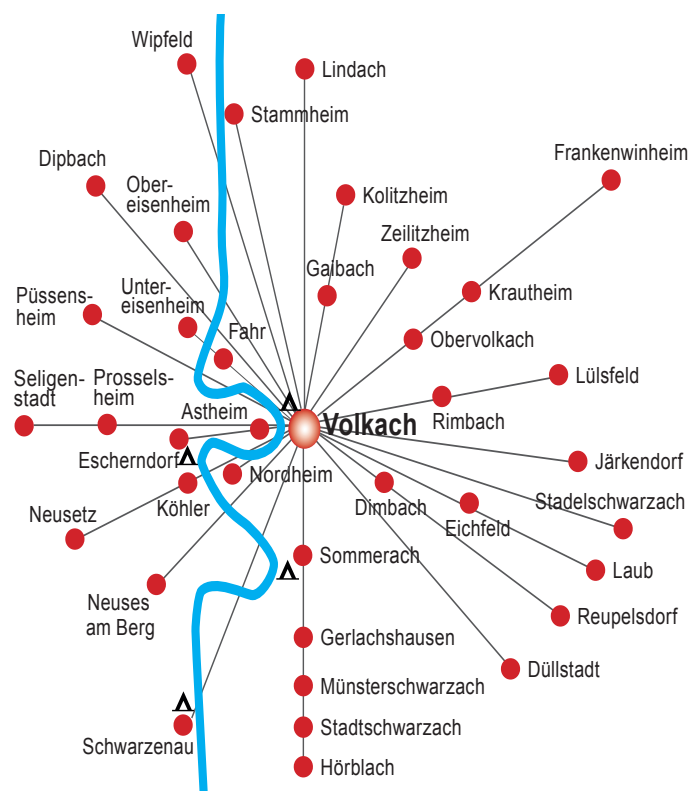 Wipfeld
Lindach
Stammheim
Dipbach
Frankenwinheim
Ober-
eisenheim
Kolitzheim
Zeilitzheim
Gaibach
Unter-
eisenheim
Püssens-
heim
Krautheim
Fahr
Obervolkach
Seligen-
stadt
Prossels-
heim
Lülsfeld
Rimbach
Astheim
Volkach
Escherndorf
Järkendorf
Nordheim
Köhler
Dimbach
Stadelschwarzach
Eichfeld
Neusetz
Sommerach
Laub
Neuses
am Berg
Reupelsdorf
Gerlachshausen
Düllstadt
Münsterschwarzach
Stadtschwarzach
Schwarzenau
Hörblach